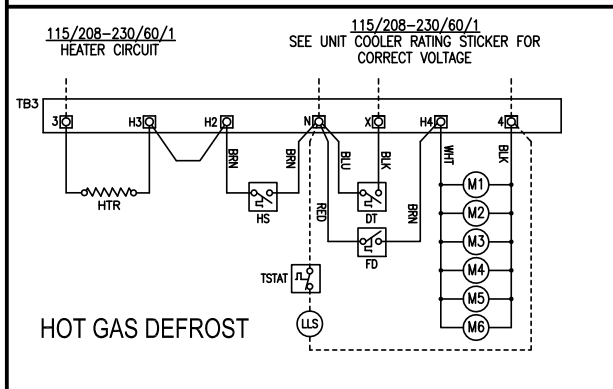 115/208-230/60/1
HEATER CIRCUIT
115/208-230/60/1
SEE UNIT COOLER RATING STICKER FOR
CORRECT VOLTAGE
TB3
3 H3 H2 N X H4 4
BRN BRN BLU BLK WHT BLK
HTR
HS
RED
DT
BRN
FD
M1
M2
M3
M4
M5
M6
TSTAT
LLS
HOT GAS DEFROST